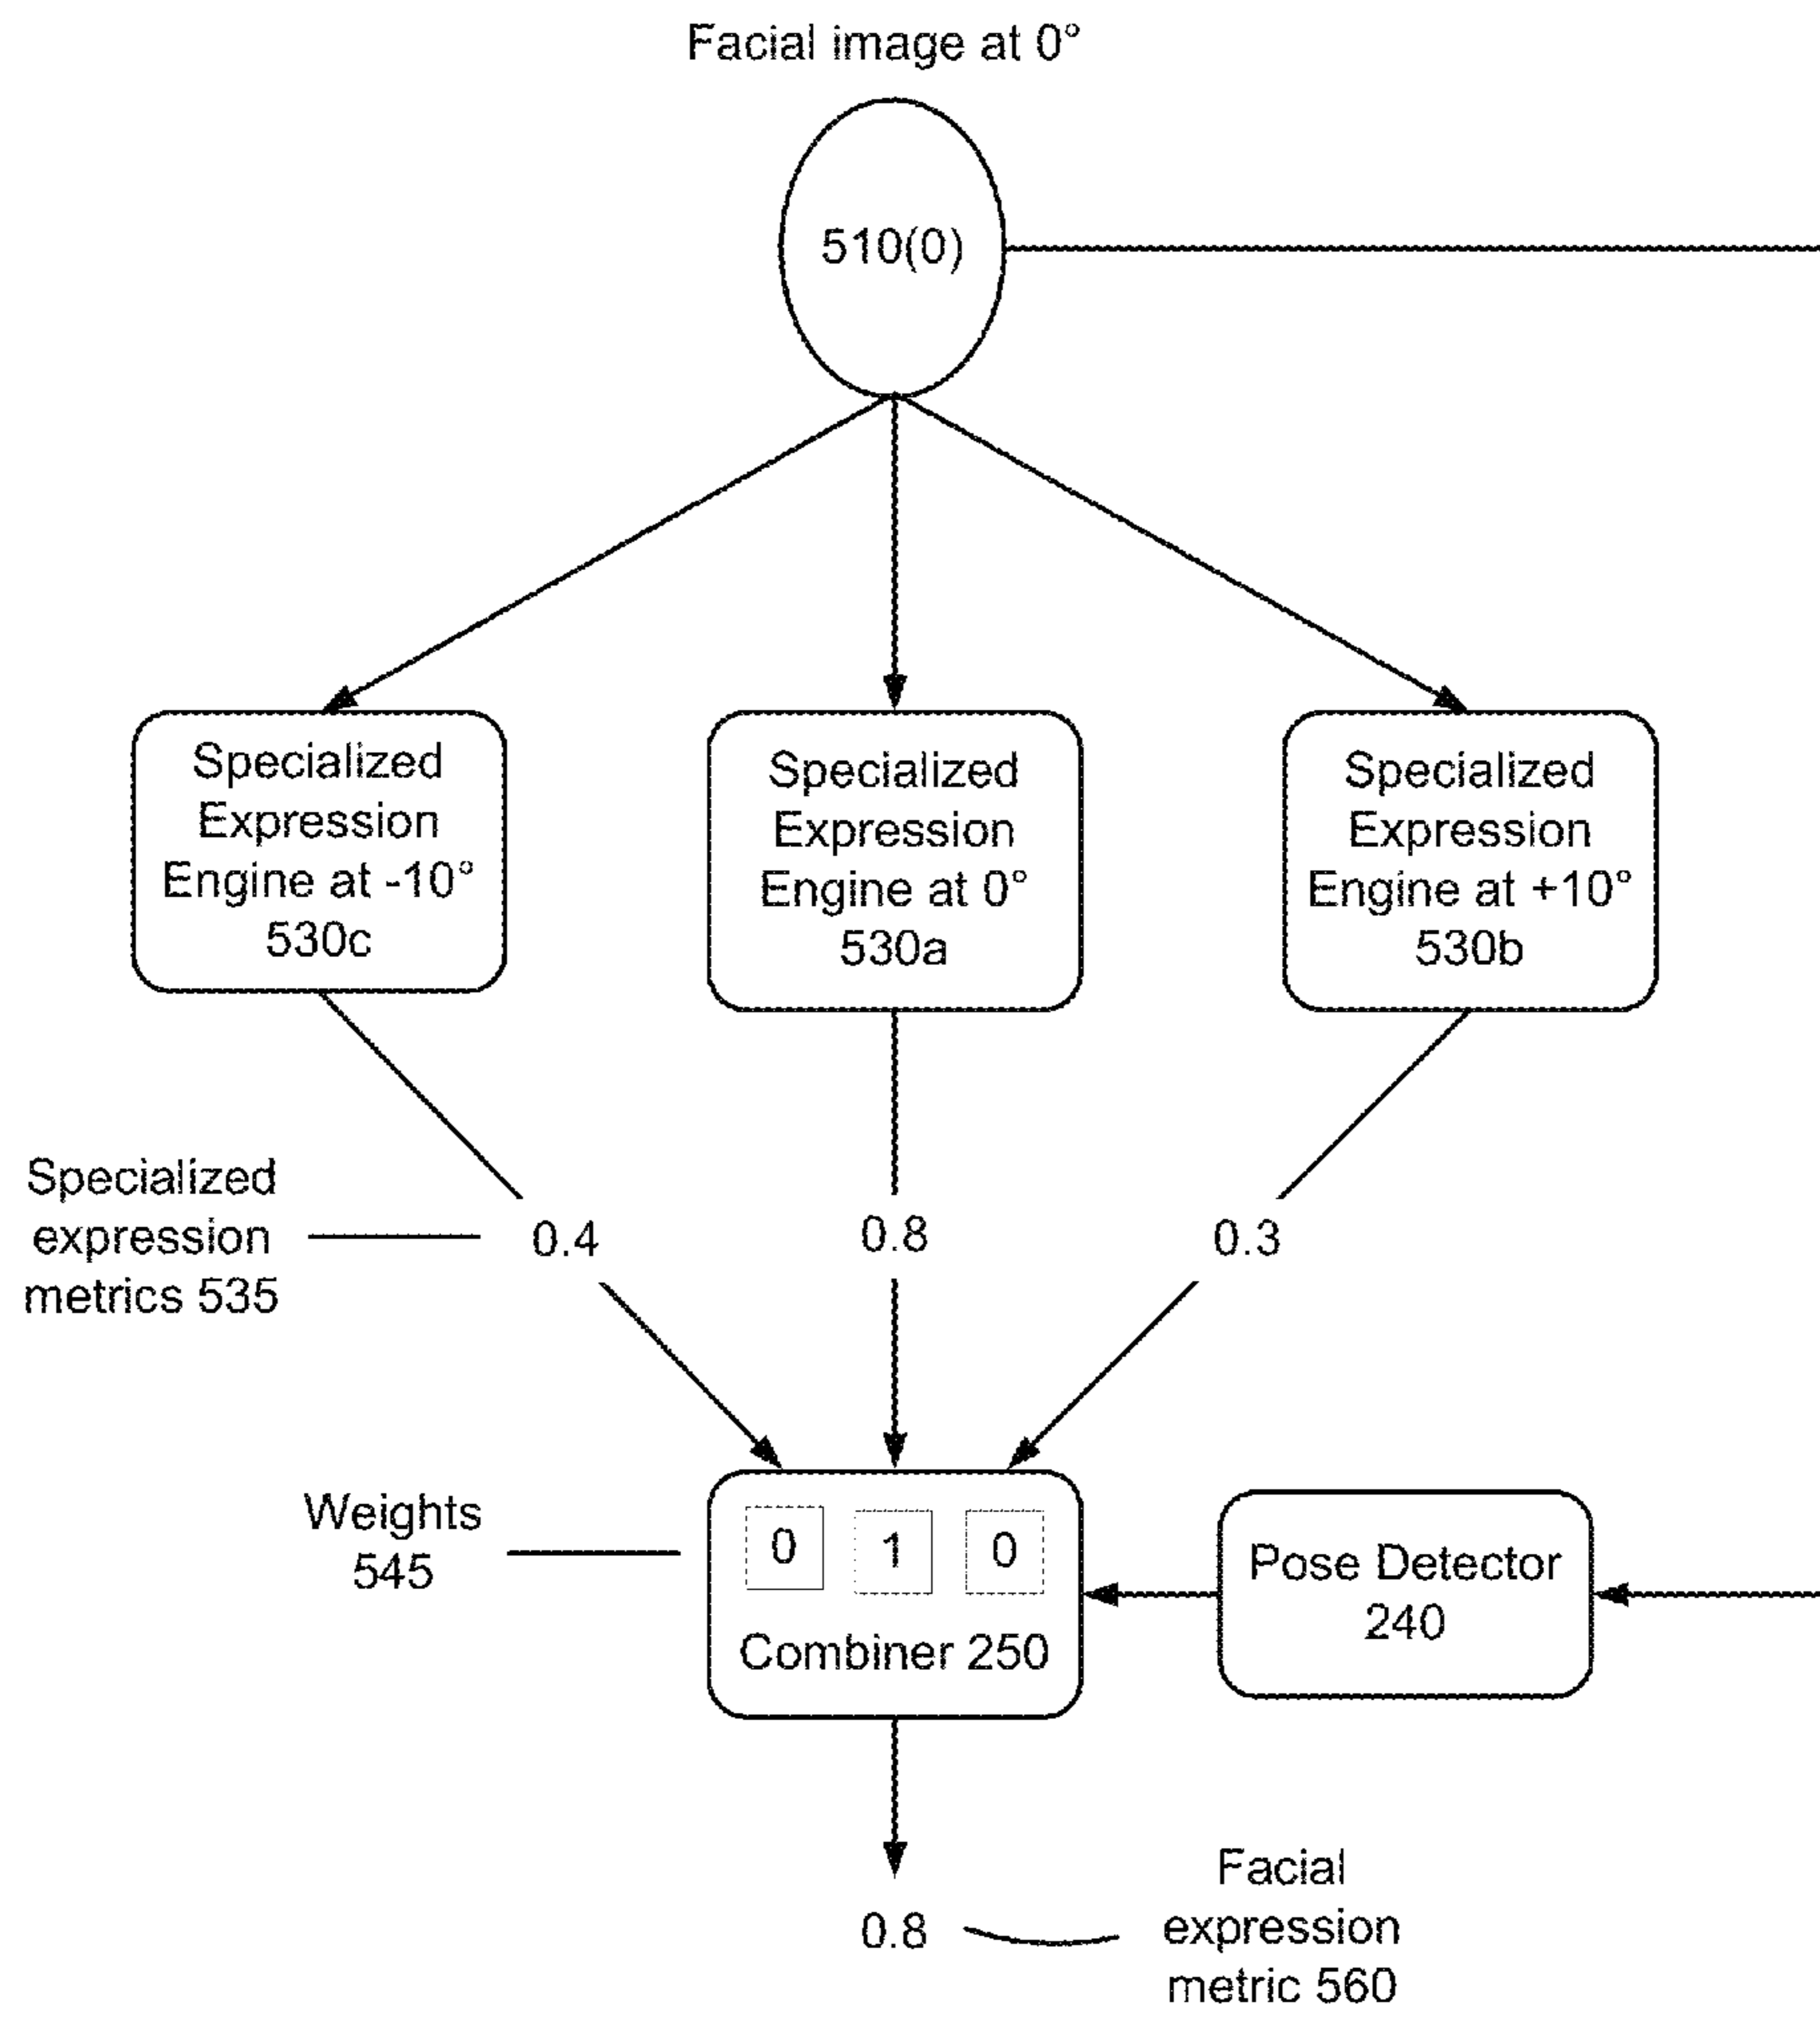 Facial image at 0°
510(0)
Specialized
Expression
Engine at -10°
530c
Specialized
Expression
Engine at 0°
530a
Specialized
Expression
Engine at +10°
530b
Specialized
expression
metrics 535
0.4
0.8
0.3
Weights
545
0
1
0
Combiner 250
Pose Detector
240
0.8
Facial
expression
metric 560